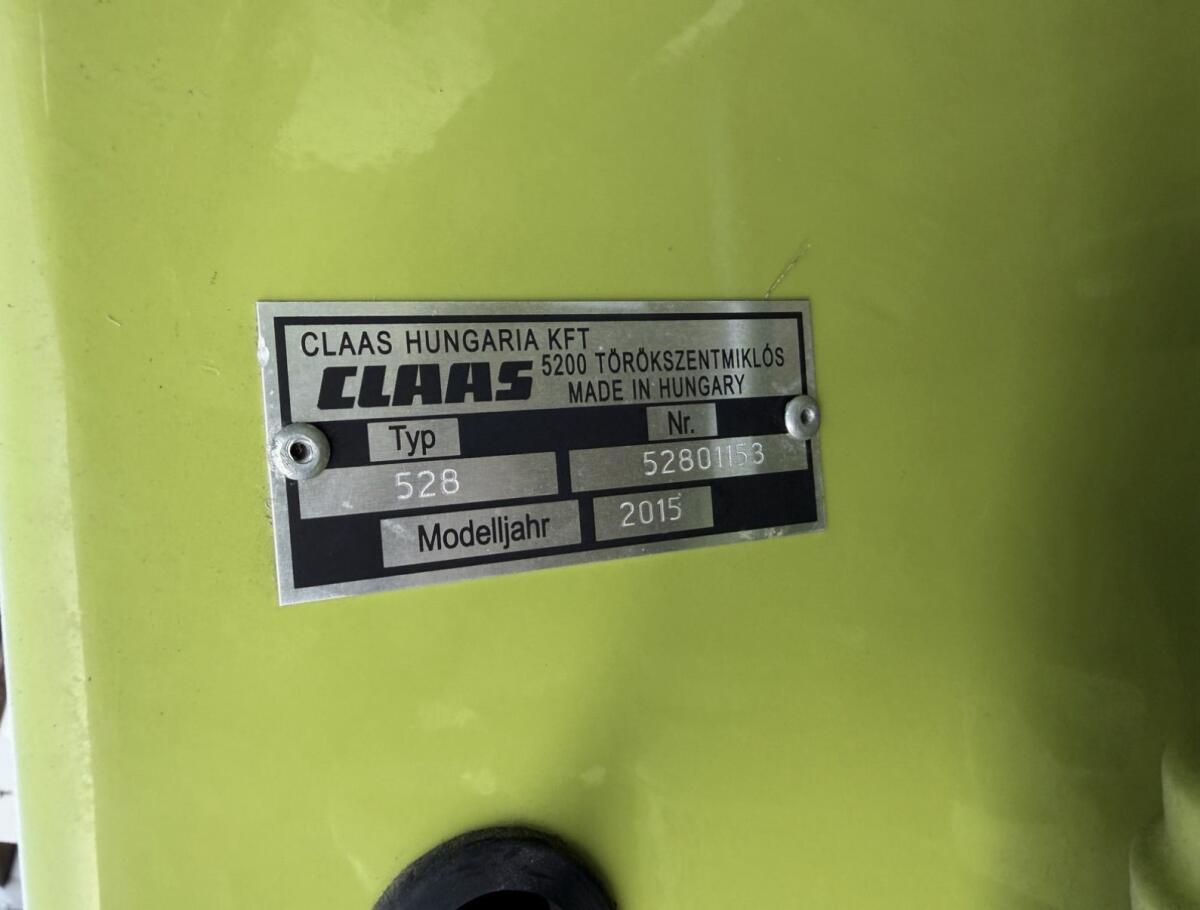 CLAAS HUNGARIA KFT
CLAAS 5200 TÖRÖKSZENTMIKLÓS
MADE IN HUNGARY
Typ Nr.
528 52801153
Modelljahr 2015